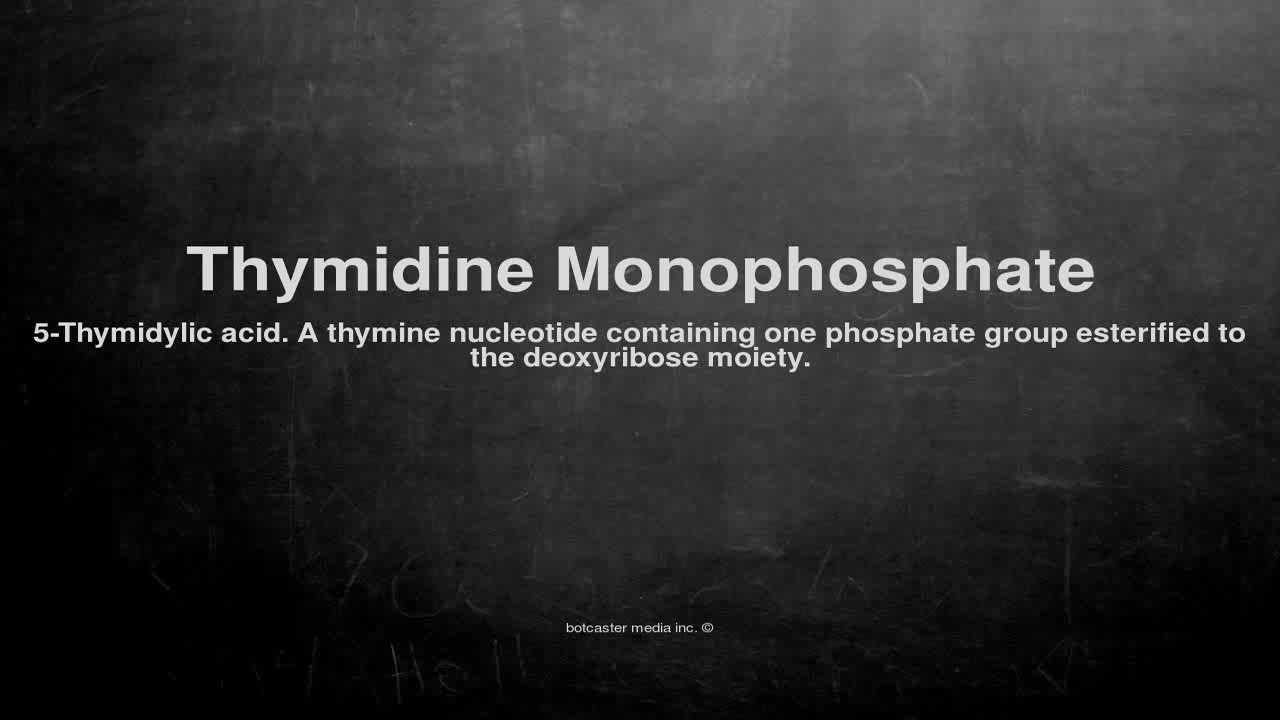 Thymidine Monophosphate
5-Thymidylic acid. A thymine nucleotide containing one phosphate group esterified to
the deoxyribose moiety.
botcaster media inc. ©